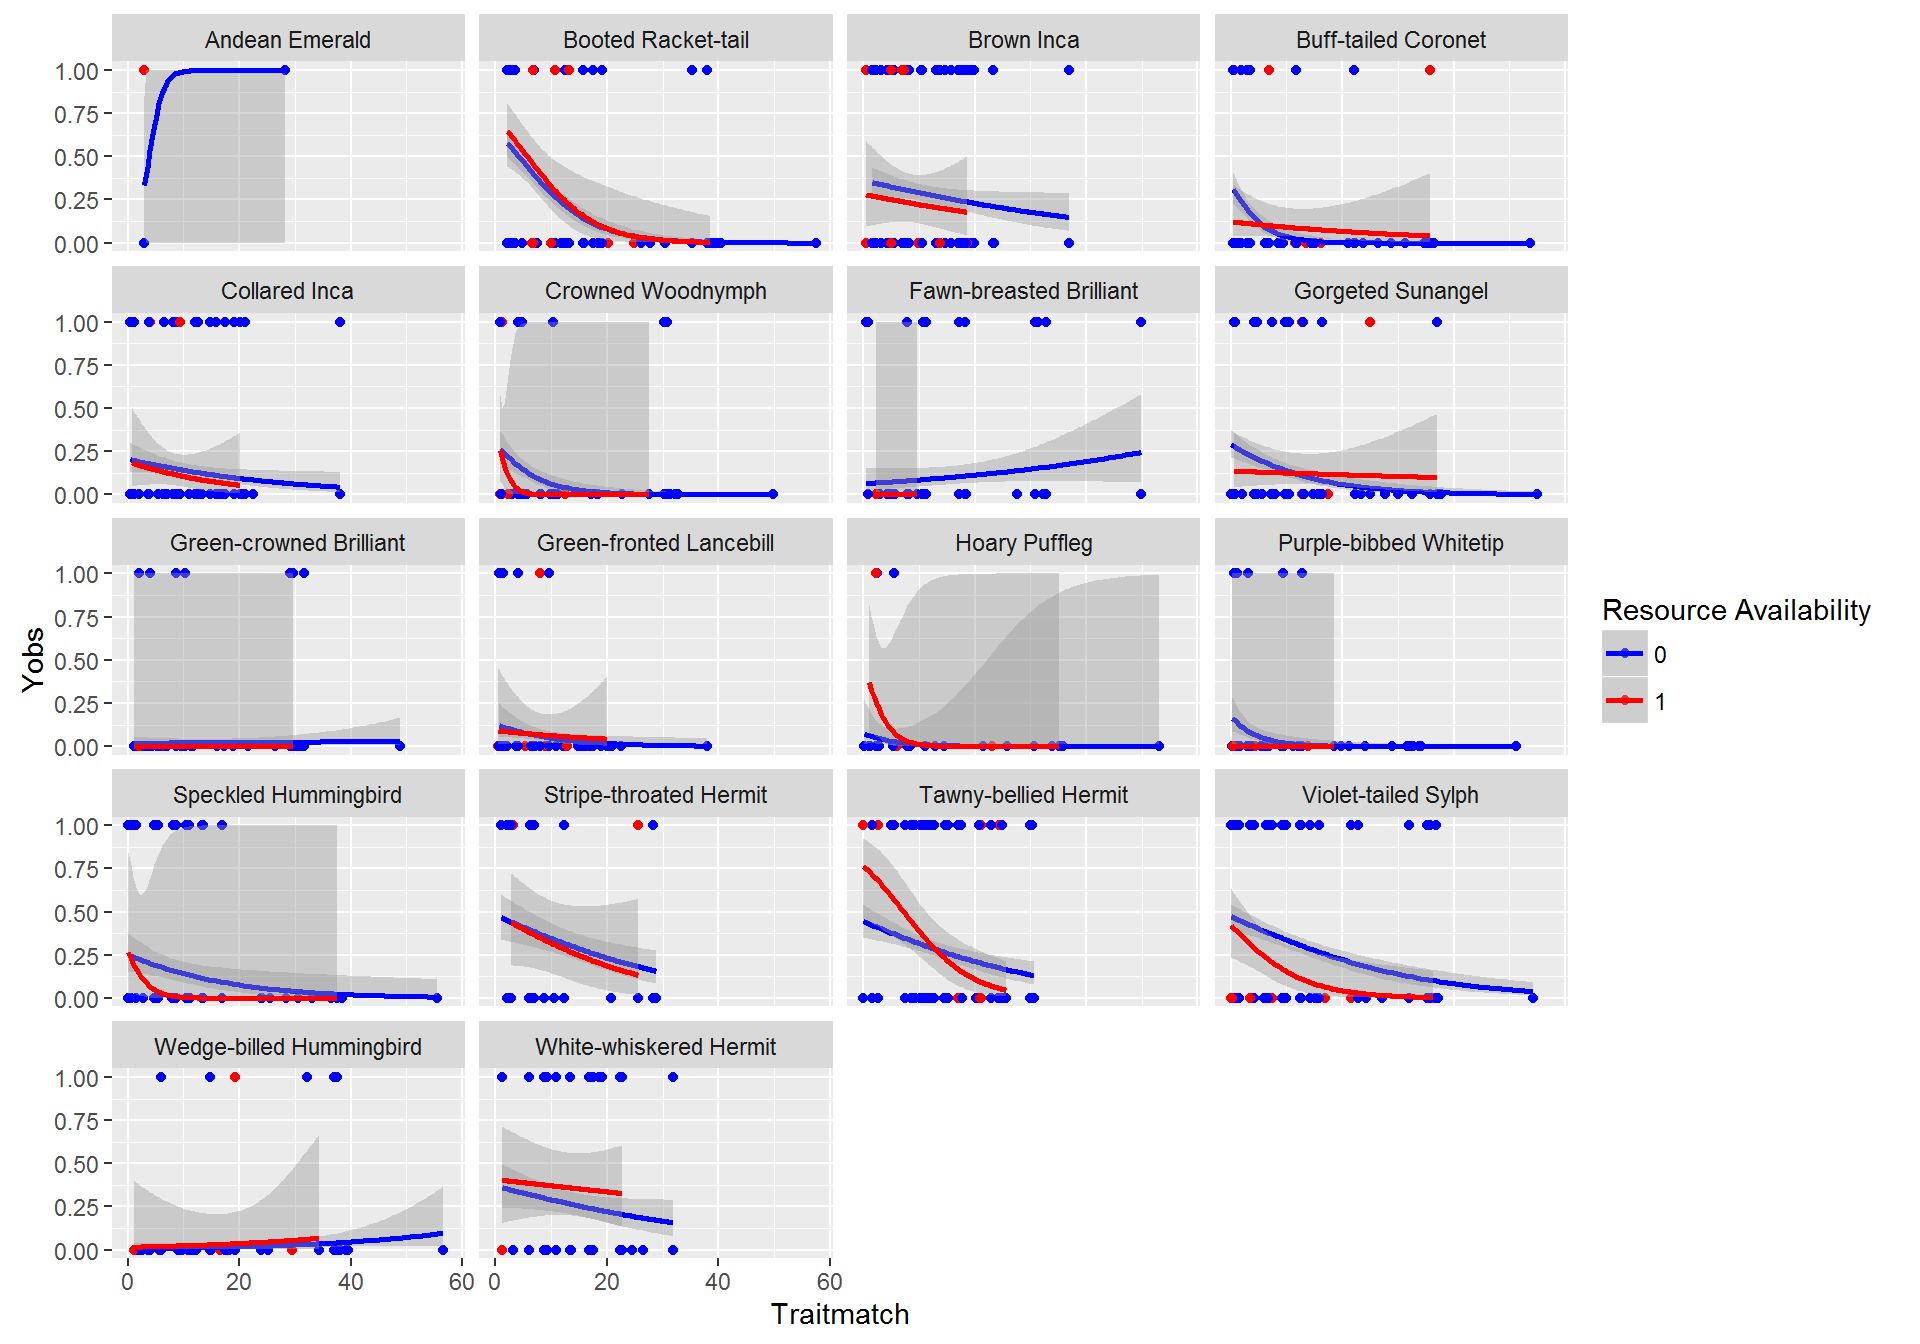 Andean Emerald
Booted Racket-tail
Brown Inca
Buff-tailed Coronet
1.00
0.75
0.50
0.25
0.00
Collared Inca
Crowned Woodnymph
Fawn-breasted Brilliant
Gorgeted Sunangel
1.00
0.75
0.50
0.25
0.00
Green-crowned Brilliant
Green-fronted Lancebill
Hoary Puffleg
Purple-bibbed Whitetip
1.00
0.75
0.50
0.25
0.00
Yobs
Resource Availability
0
1
Speckled Hummingbird
Stripe-throated Hermit
Tawny-bellied Hermit
Violet-tailed Sylph
1.00
0.75
0.50
0.25
0.00
Wedge-billed Hummingbird
White-whiskered Hermit
1.00
0.75
0.50
0.25
0.00
0 20 40 60 0 20 40 60
Traitmatch